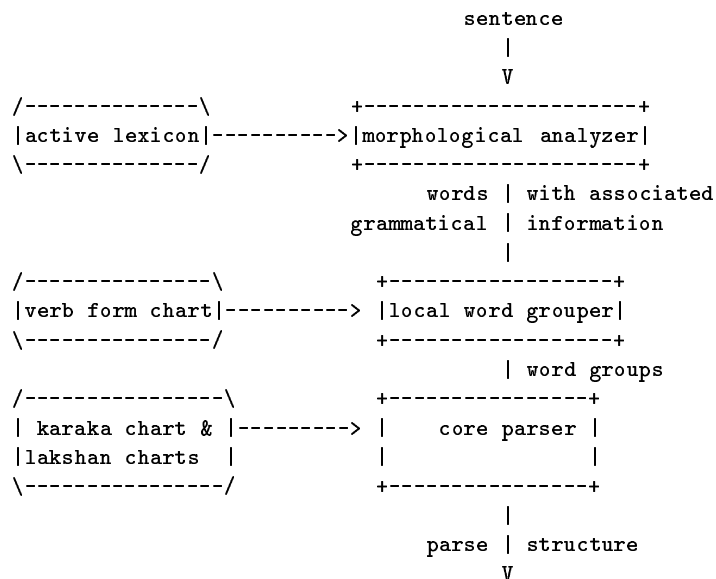 sentence
|
V
/--------------\ +----------------------+
|active lexicon|---------->|morphological analyzer|
\--------------/ +----------------------+
words | with associated
grammatical | information
|
/---------------\ +------------------+
|verb form chart|----------> |local word grouper|
\---------------/ +------------------+
| word groups
/----------------\ +----------------+
| karaka chart & |----------> | core parser |
|lakshan charts | | |
\----------------/ +----------------+
|
parse | structure
V